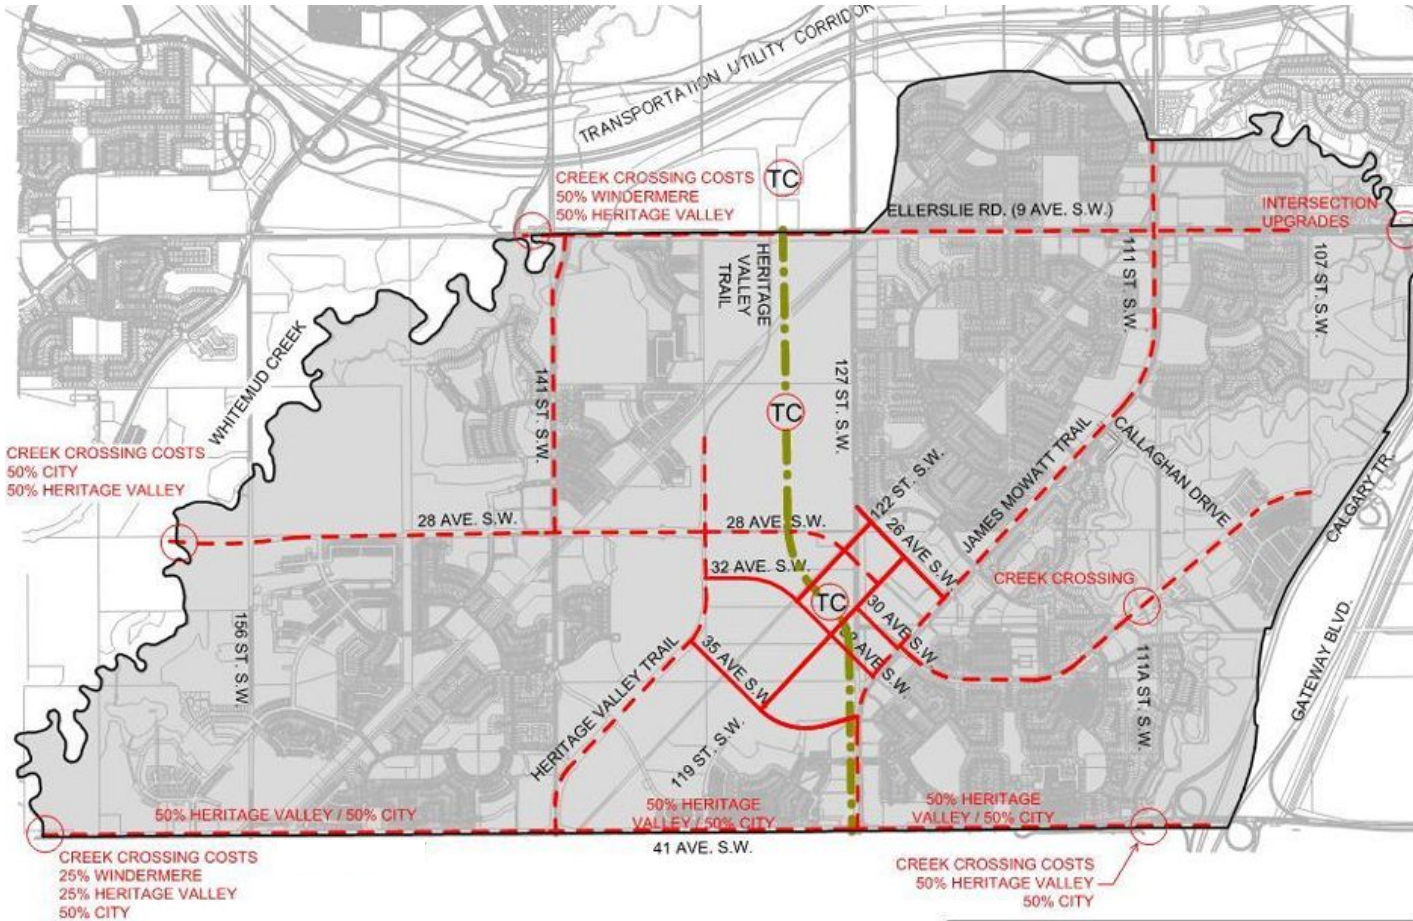 TRANSPORTATION UTILITY CORRIDOR
CREEK CROSSING COSTS
50% WINDERMERE
50% HERITAGE VALLEY
TC
ELLERSLIE RD. (9 AVE. S.W.)
INTERSECTION
UPGRADES
HERITAGE
VALLEY
TRAIL
111 ST. S.W.
107 ST. S.W.
WHITEMUD CREEK
141 ST. S.W.
127 ST. S.W.
TC
CREEK CROSSING COSTS
50% CITY
50% HERITAGE VALLEY
JAMES MOWATT TRAIL
CALLAGHAN DRIVE
CALGARY TR.
122 ST. S.W.
28 AVE. S.W.
28 AVE. S.W.
26 AVE S.W.
32 AVE. S.W.
TC
30 AVE S.W.
CREEK CROSSING
156 ST. S.W.
35 AVE S.W.
32 AVE S.W.
111A ST. S.W.
GATEWAY BLVD.
HERITAGE VALLEY TRAIL
119 ST. S.W.
50% HERITAGE VALLEY / 50% CITY
50% HERITAGE
VALLEY / 50% CITY
50% HERITAGE
VALLEY / 50% CITY
41 AVE. S.W.
CREEK CROSSING COSTS
25% WINDERMERE
25% HERITAGE VALLEY
50% CITY
CREEK CROSSING COSTS
50% HERITAGE VALLEY
50% CITY